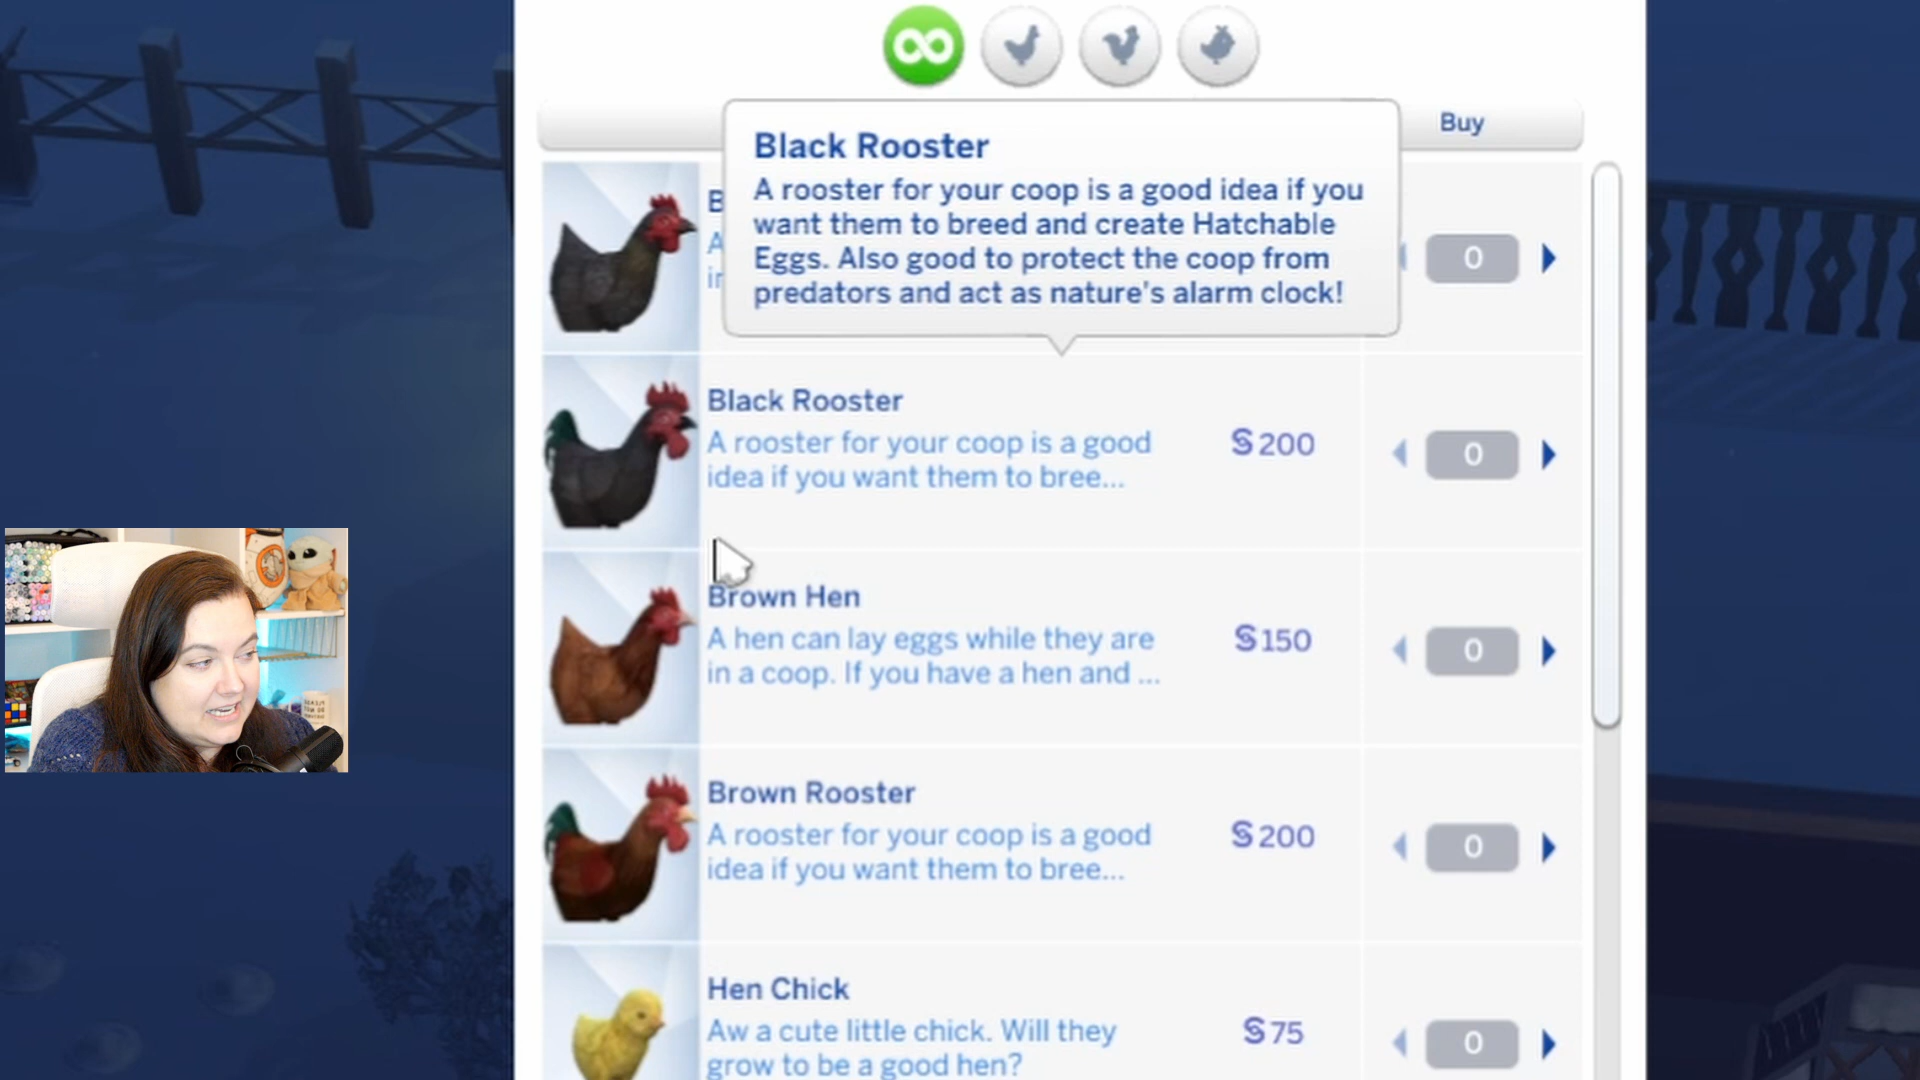 Buy
Black Rooster
A rooster for your coop is a good idea if you
want them to breed and create Hatchable
Eggs. Also good to protect the coop from
predators and act as nature's alarm clock!
B
A
0
Black Rooster
A rooster for your coop is a good
idea if you want them to bree...
§200
0
Brown Hen
A hen can lay eggs while they are
in a coop. If you have a hen and ...
§150
0
Brown Rooster
A rooster for your coop is a good
idea if you want them to bree...
§200
0
Hen Chick
Aw a cute little chick. Will they
grow to be a good hen?
§75
0